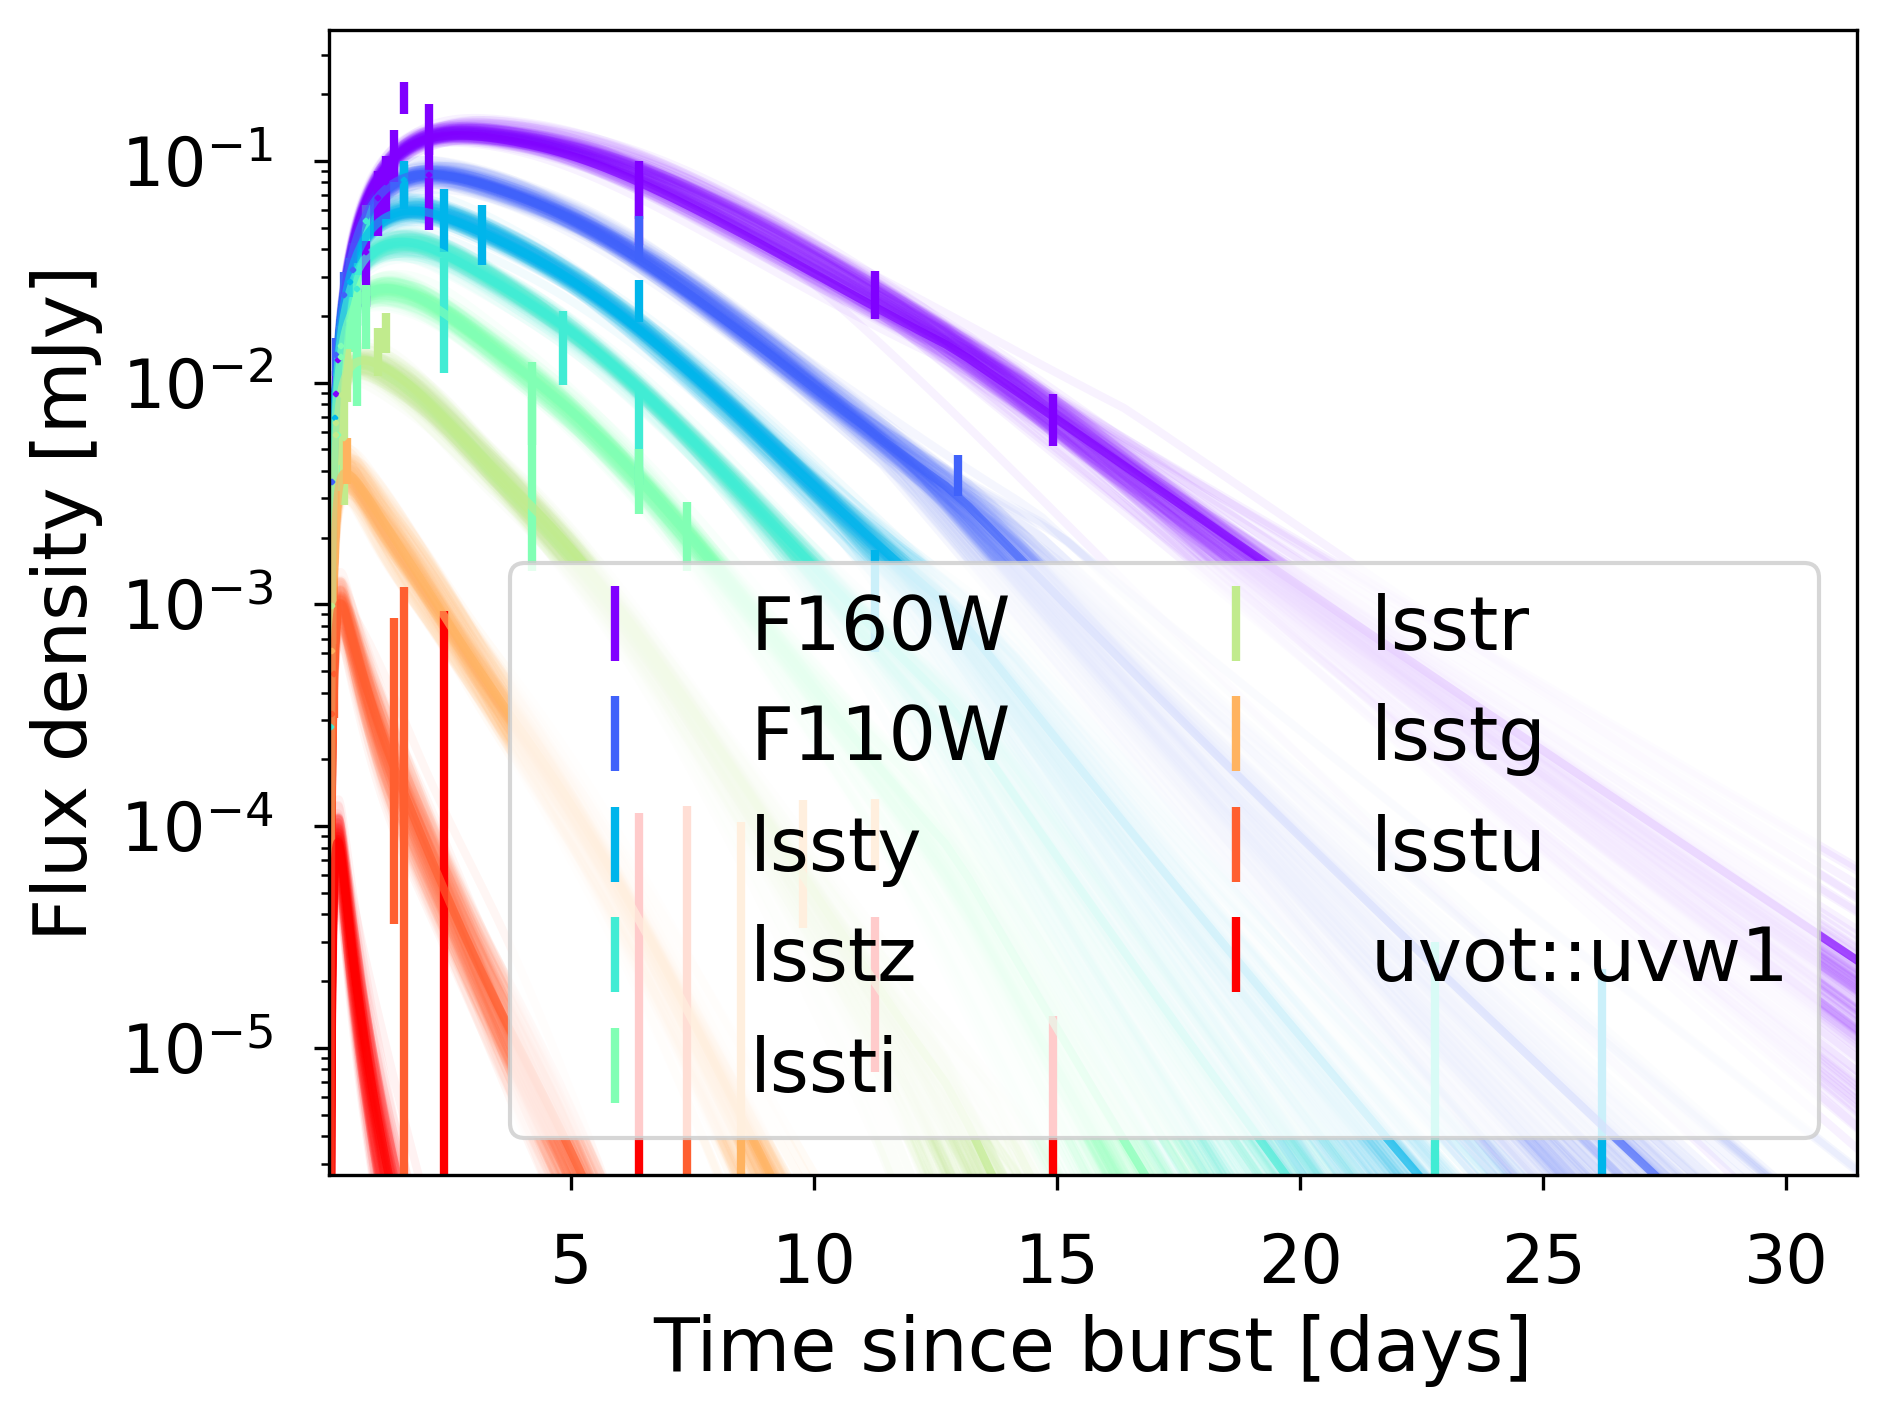 Flux density [mJy]
10⁻¹
10⁻²
10⁻³
10⁻⁴
10⁻⁵
F160W
F110W
lssty
lsstz
lssti
lsstr
lsstg
lsstu
uvot::uvw1
5 10 15 20 25 30
Time since burst [days]